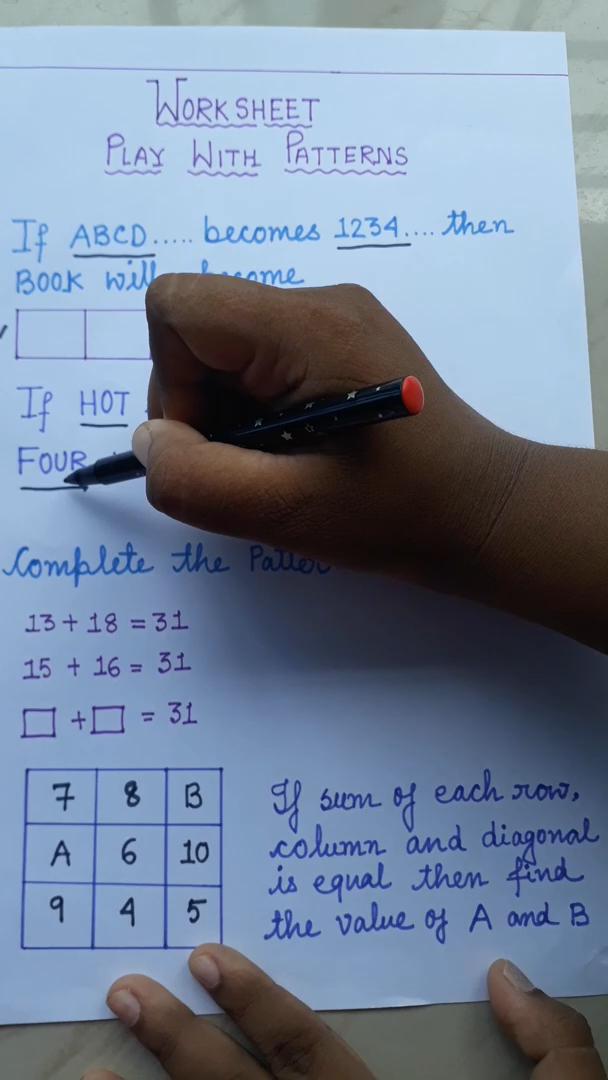 WORKSHEET
PLAY WITH PATTERNS
If ABCD..... becomes 1234.... then
BOOK will become
If HOT
FOUR
Complete the
13 + 18 = 31
15 + 16 = 31
□ + □ = 31
7 8 B
A 6 10
9 4 5
If sum of each row,
column and diagonal
is equal then find
the value of A and B